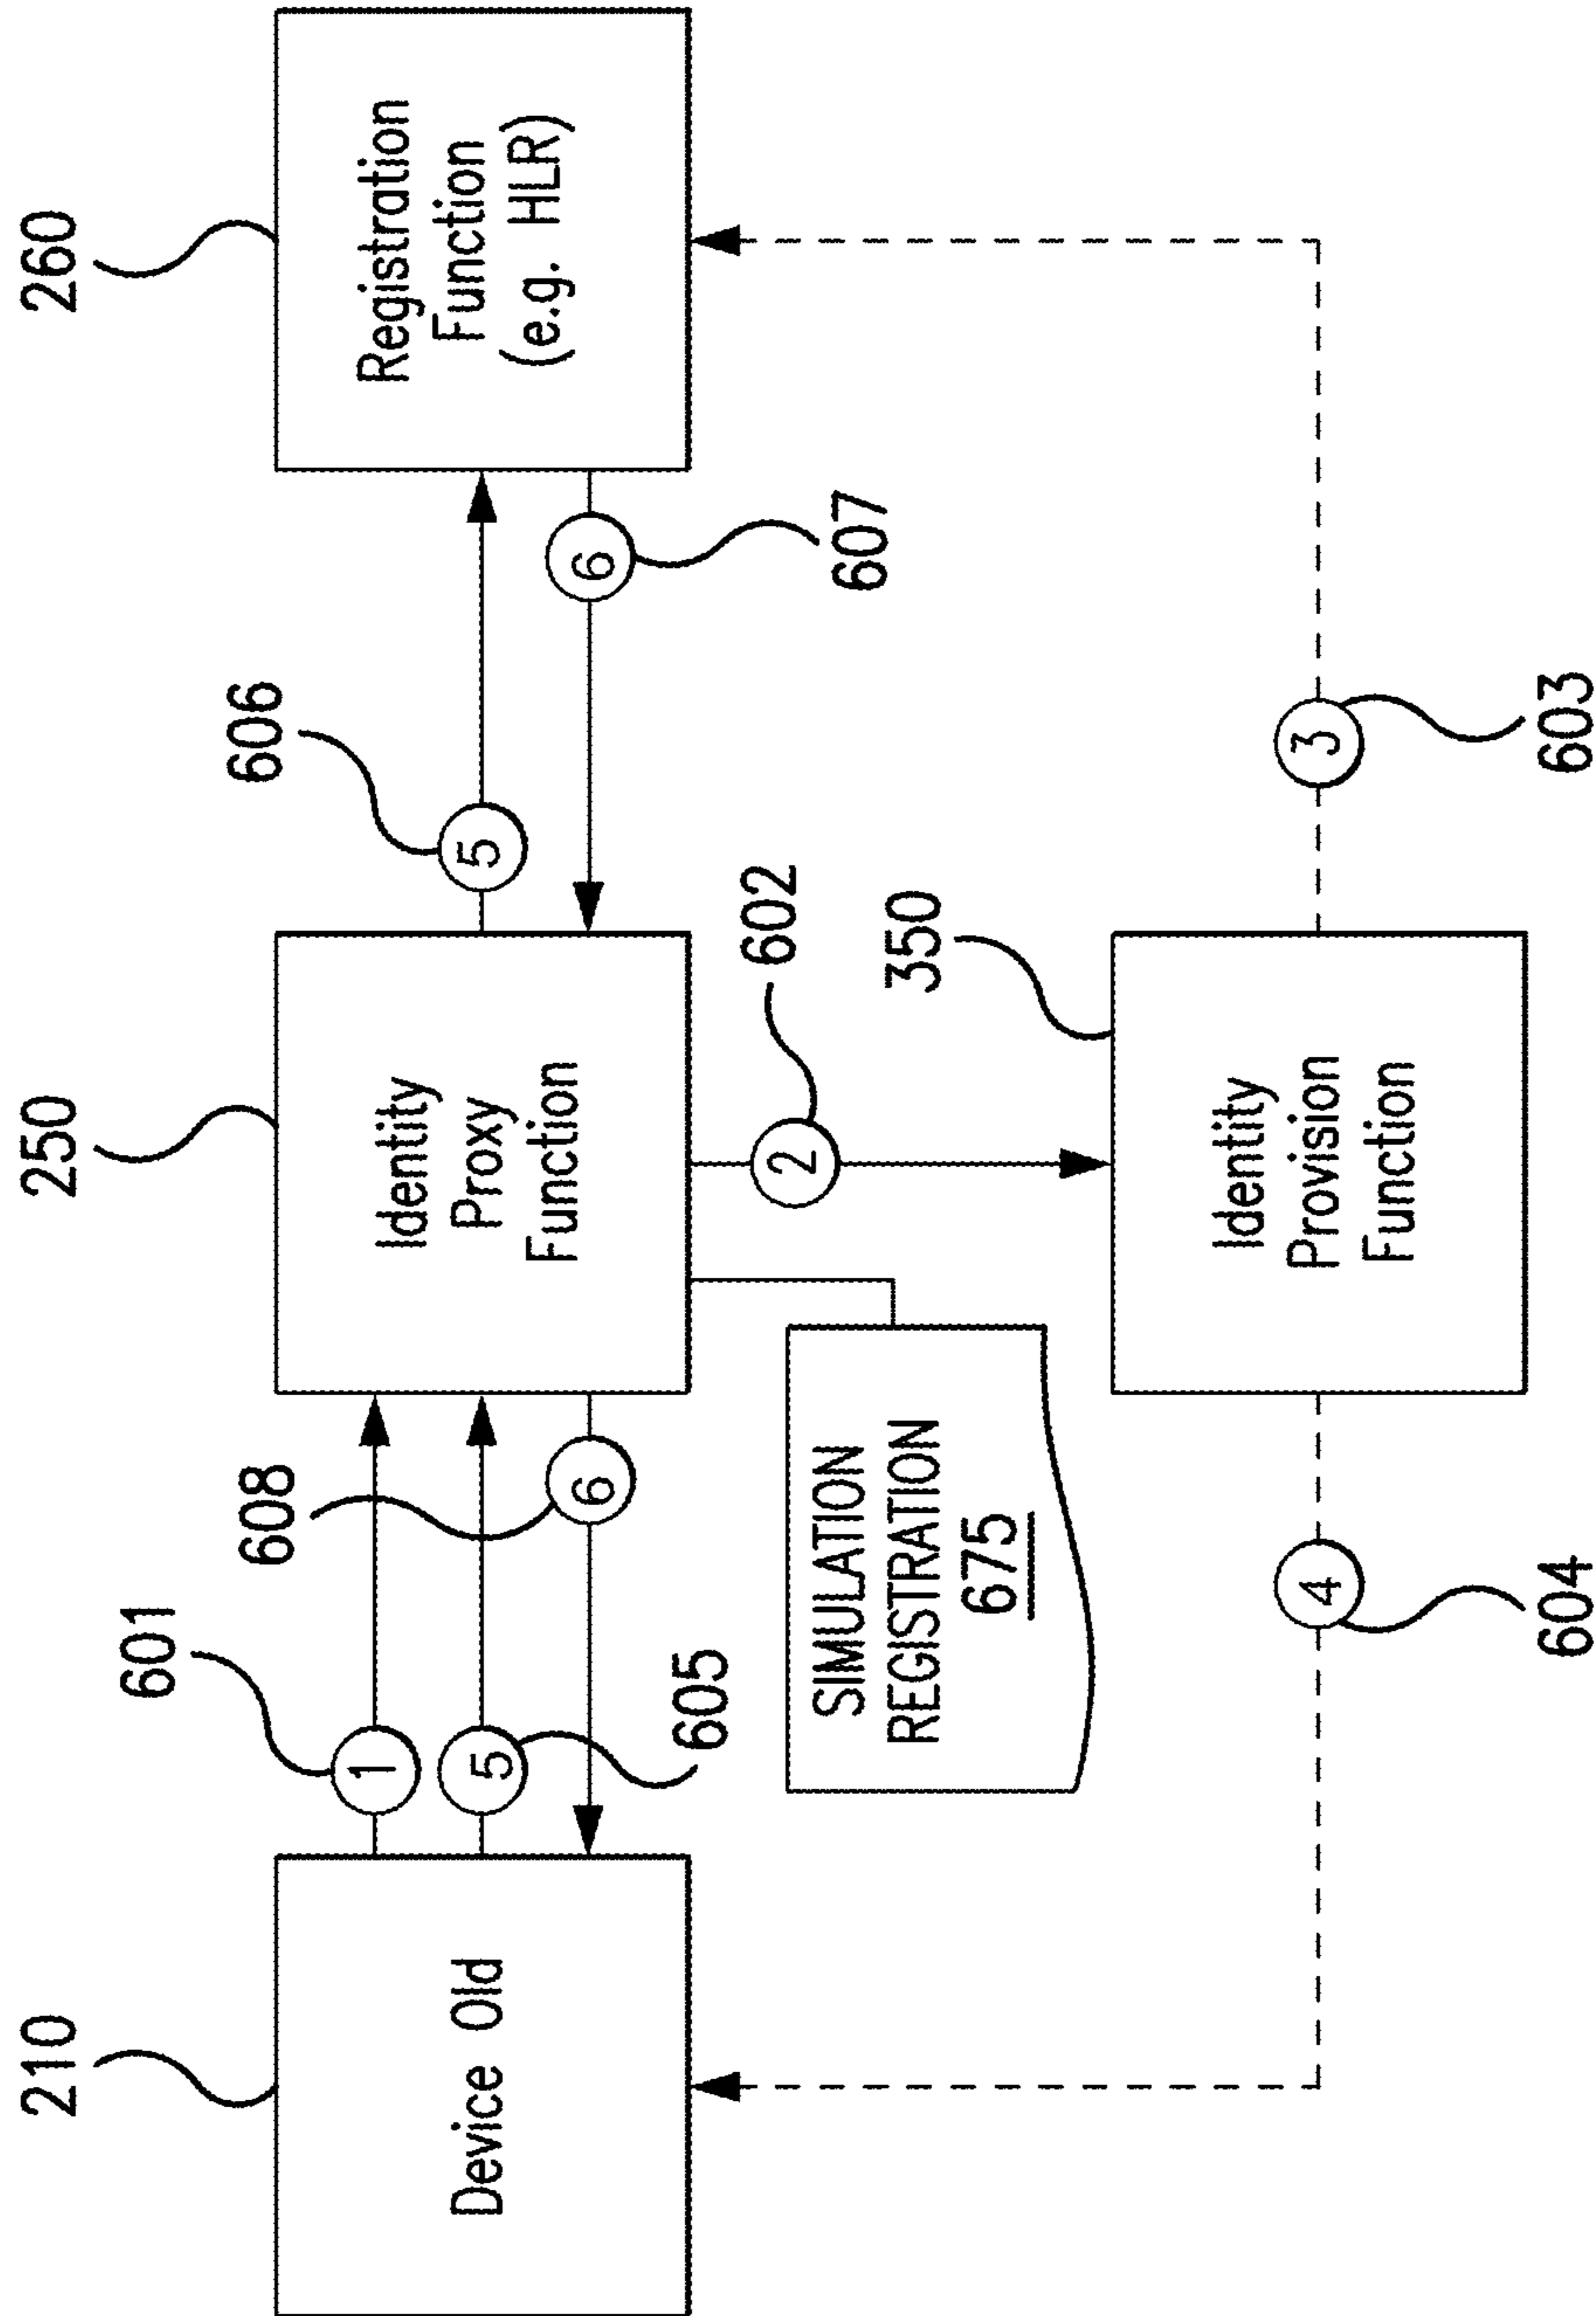 210
250
260
Device Old
Identity
Proxy
Function
Registration
Function
(e.g. HLR)
601
608
606
1
5
6
5
6
605
607
602
2
SIMULATION
REGISTRATION
675
350
Identity
Provision
Function
4
3
604
603